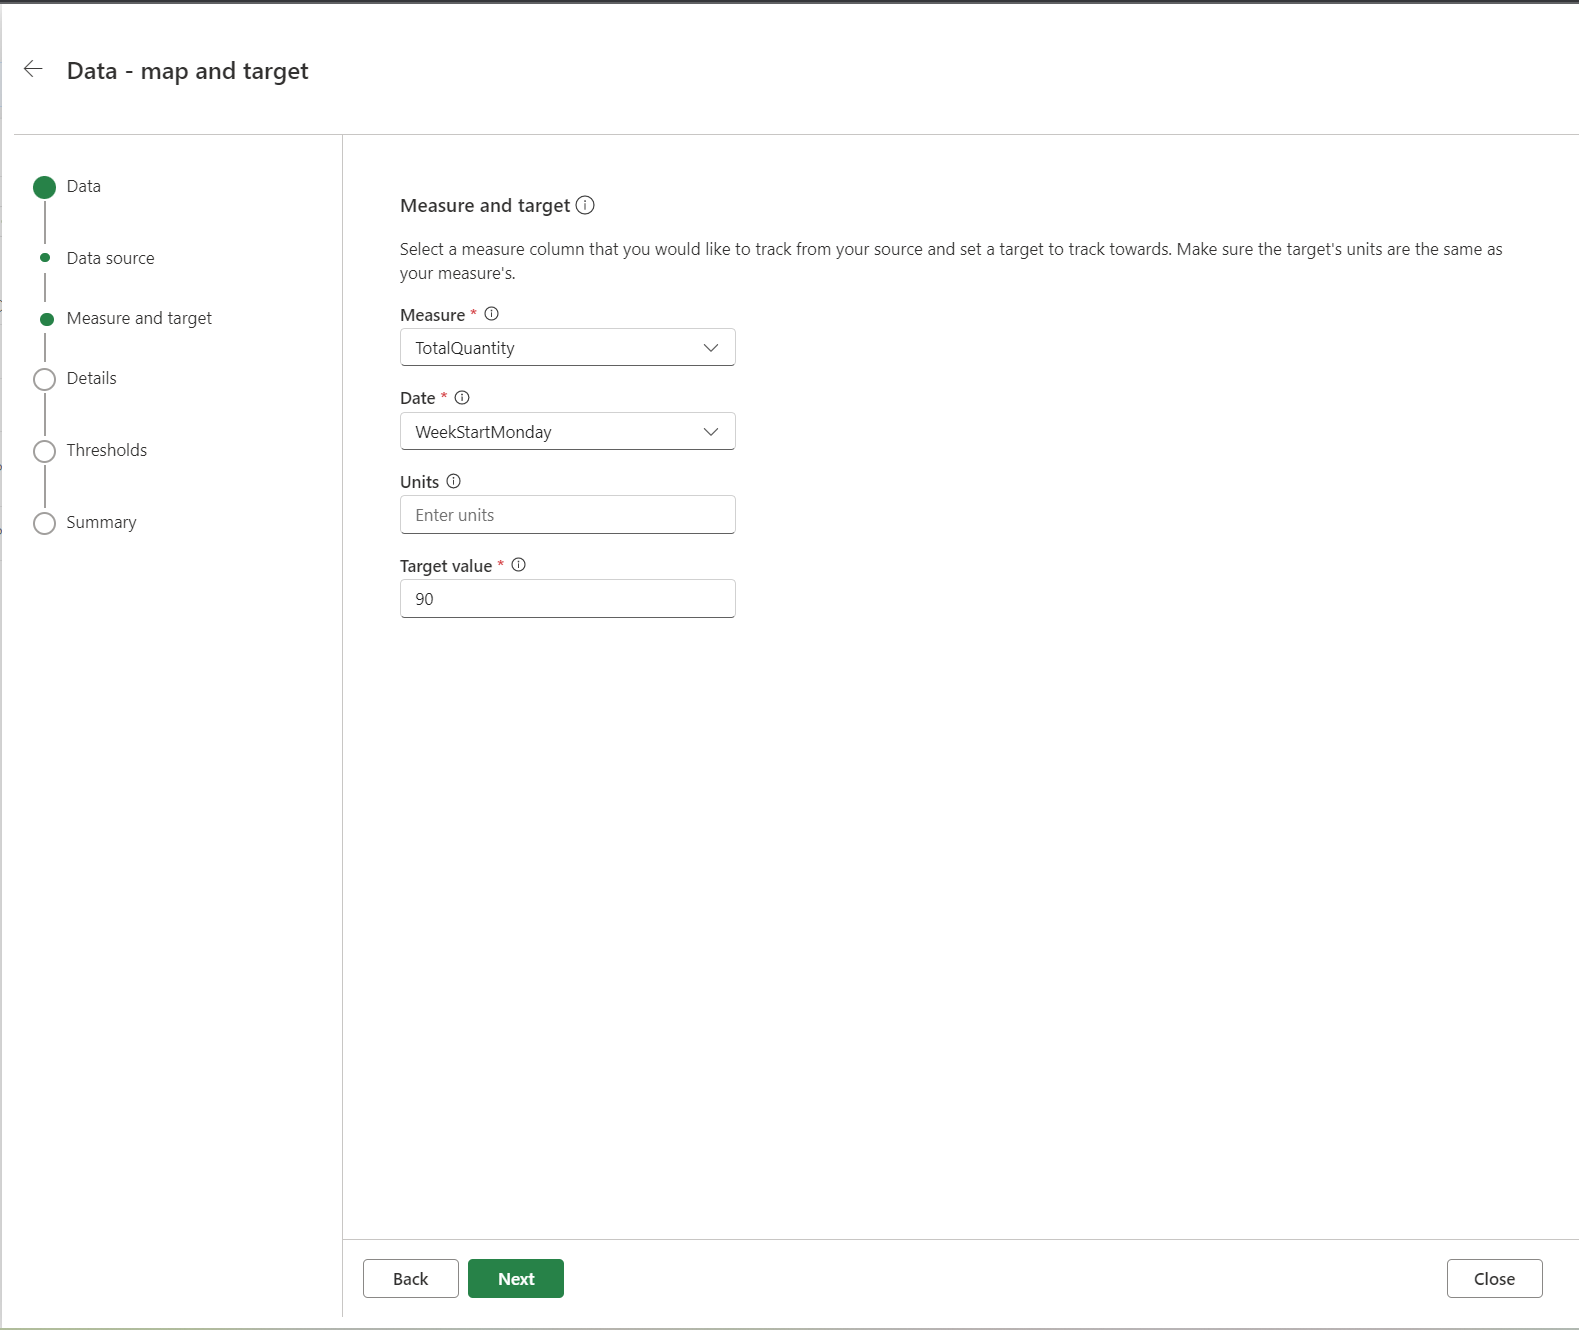 Data - map and target
Data
Data source
Measure and target
Details
Thresholds
Summary
Measure and target
Select a measure column that you would like to track from your source and set a target to track towards. Make sure the target's units are the same as
your measure's.
Measure *
TotalQuantity
Date *
WeekStartMonday
Units
Enter units
Target value *
90
Back
Next
Close